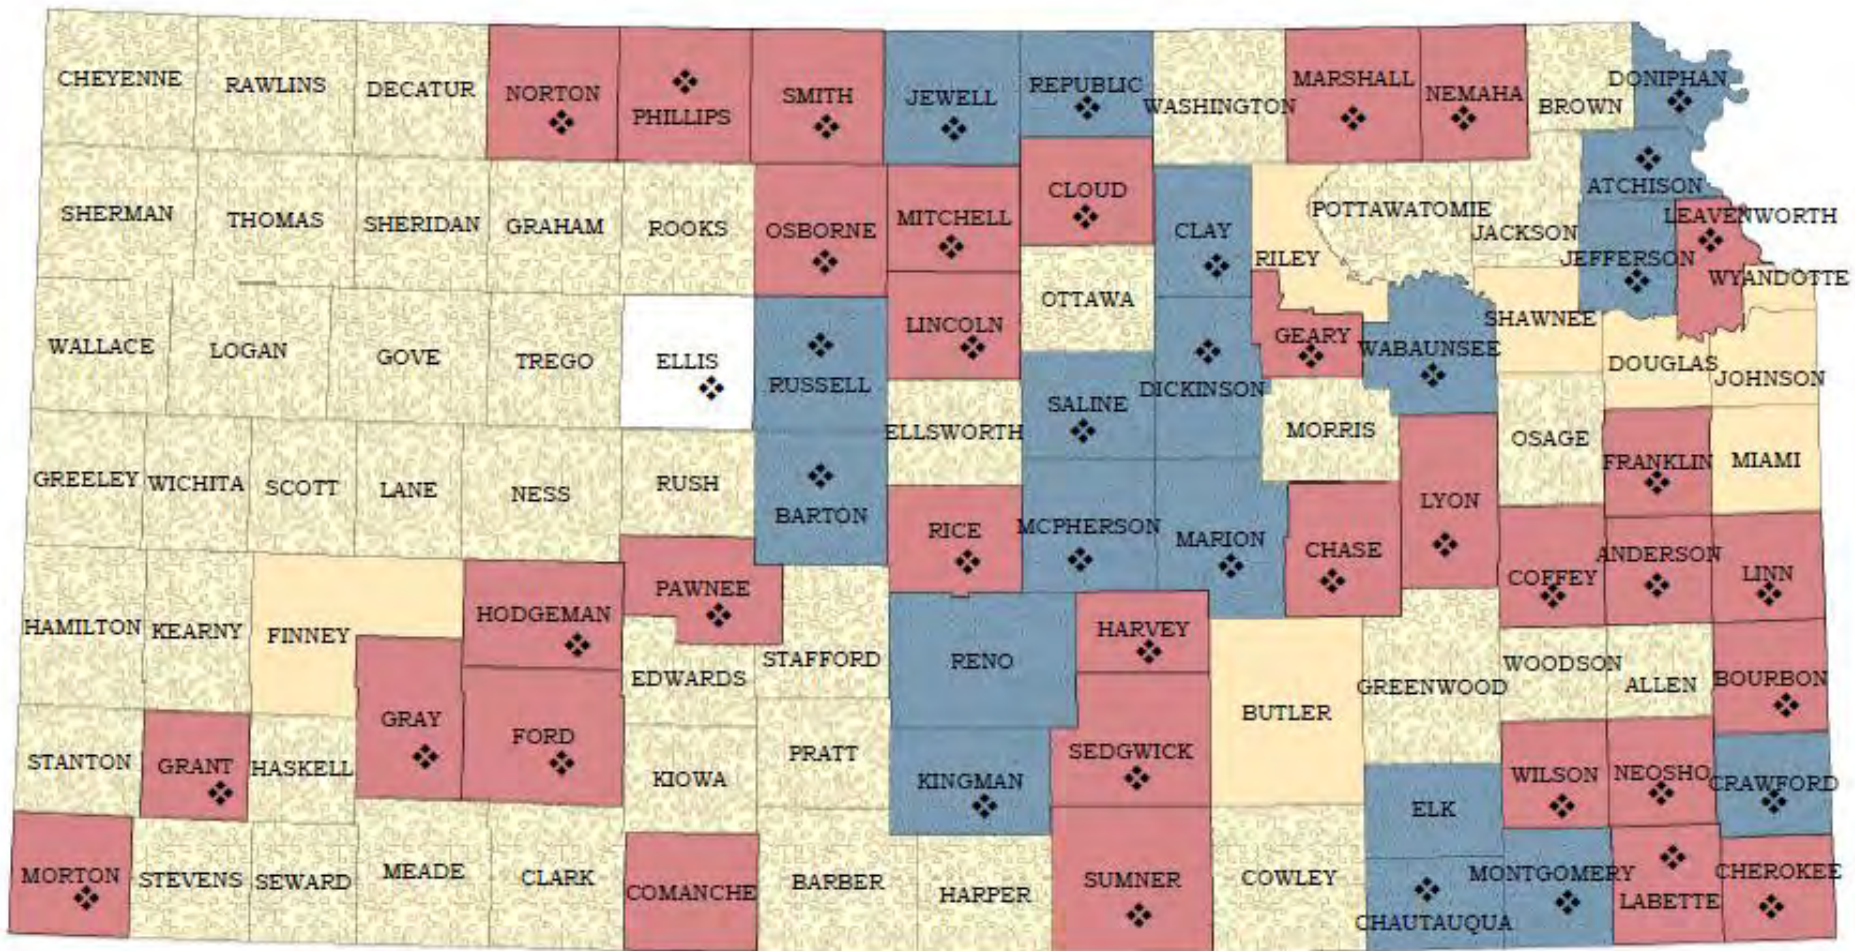 CHEYENNE
RAWLINS
DECATUR
NORTON
PHILLIPS
SMITH
JEWELL
REPUBLIC
WASHINGTON
MARSHALL
NEMAHA
BROWN
DONIPHAN
SHERMAN
THOMAS
SHERIDAN
GRAHAM
ROOKS
OSBORNE
MITCHELL
CLOUD
CLAY
RILEY
POTTAWATOMIE
JACKSON
ATCHISON
JEFFERSON
LEAVENWORTH
WYANDOTTE
WALLACE
LOGAN
GOVE
TREGO
ELLIS
RUSSELL
LINCOLN
OTTAWA
SALINE
DICKINSON
GEARY
WABAUNSEE
SHAWNEE
DOUGLAS
JOHNSON
GREELEY
WICHITA
SCOTT
LANE
NESS
RUSH
BARTON
ELLSWORTH
RICE
MCPHERSON
MARION
MORRIS
CHASE
LYON
OSAGE
FRANKLIN
MIAMI
HAMILTON
KEARNY
FINNEY
HODGEMAN
PAWNEE
STAFFORD
EDWARDS
RENO
HARVEY
BUTLER
GREENWOOD
COFFEY
ANDERSON
LINN
WOODSON
ALLEN
BOURBON
STANTON
GRANT
HASKELL
GRAY
FORD
KIOWA
PRATT
KINGMAN
SEDGWICK
ELK
WILSON
NEOSHO
CRAWFORD
MORTON
STEVENS
SEWARD
MEADE
CLARK
COMANCHE
BARBER
HARPER
SUMNER
COWLEY
CHAUTAUQUA
MONTGOMERY
LABETTE
CHEROKEE